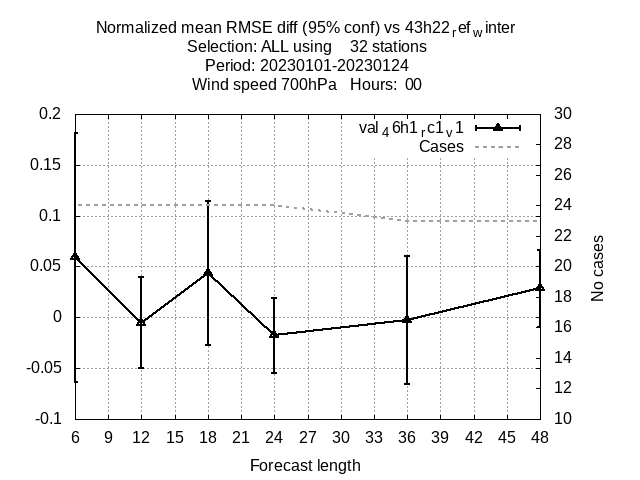 Normalized mean RMSE diff (95% conf) vs 43h22refwinter
Selection: ALL using 32 stations
Period: 20230101-20230124
Wind speed 700hPa Hours: 00
val46h1rc1v1
Cases
0.2
0.15
0.1
0.05
0
-0.05
-0.1
30
28
26
24
22
20
18
16
14
12
10
No cases
6 9 12 15 18 21 24 27 30 33 36 39 42 45 48
Forecast length